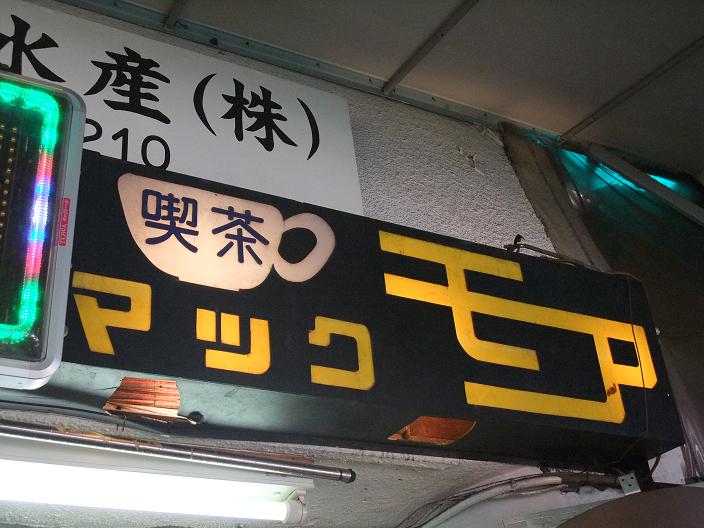 水産(株)
210
喫茶
マック
モア